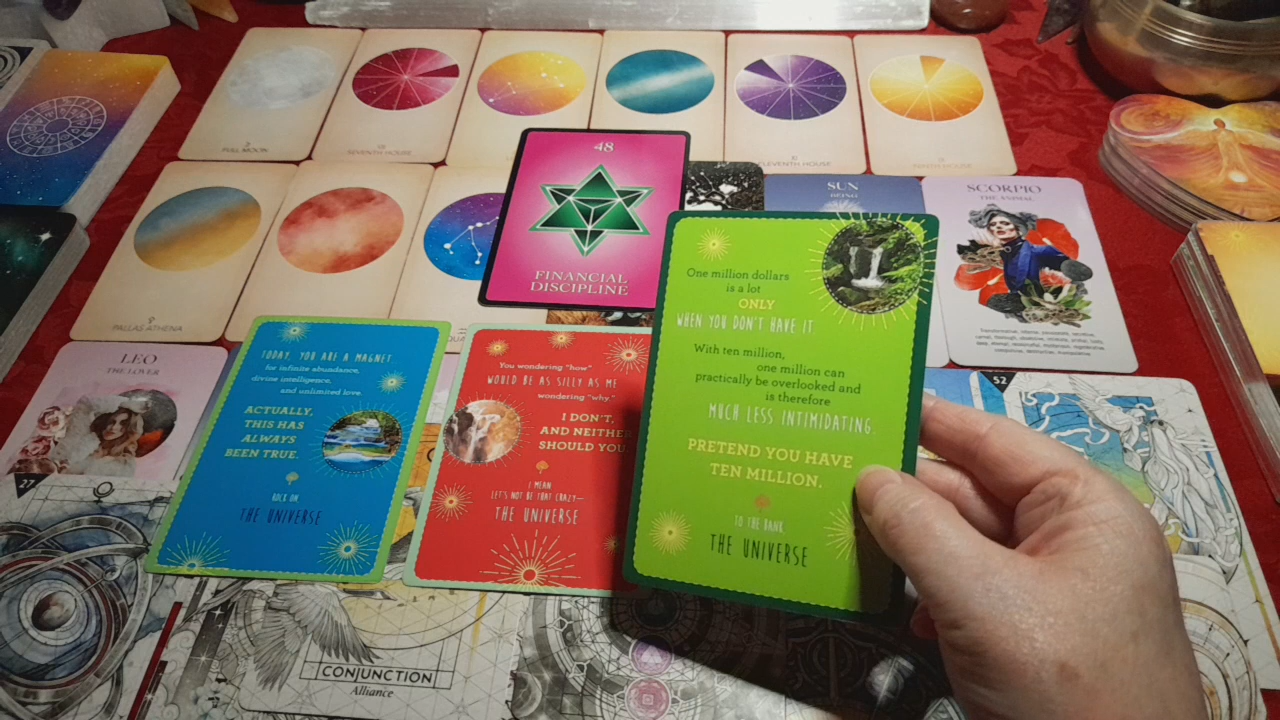 FULL MOON
SEVENTH HOUSE
ELEVENTH HOUSE
PALLAS ATHENA
48
FINANCIAL
DISCIPLINE
SUN
BEING
SCORPIO
LEO
THE LOVER
TODAY, YOU ARE A MAGNET
for infinite abundance,
divine intelligence,
and unlimited love.
ACTUALLY,
THIS HAS
ALWAYS
BEEN TRUE.
ROCK ON
THE UNIVERSE
You wondering "how"
WOULD BE AS SILLY AS ME
wondering "why."
I DON'T,
AND NEITHER
SHOULD YOU.
I MEAN
LET'S NOT BE THAT CRAZY—
THE UNIVERSE
One million dollars
is a lot
ONLY
WHEN YOU DON'T HAVE IT
With ten million,
one million can
practically be overlooked and
is therefore
MUCH LESS INTIMIDATING.
PRETEND YOU HAVE
TEN MILLION.
TO THE BANK,
THE UNIVERSE
52
27
CONJUNCTION
Alliance